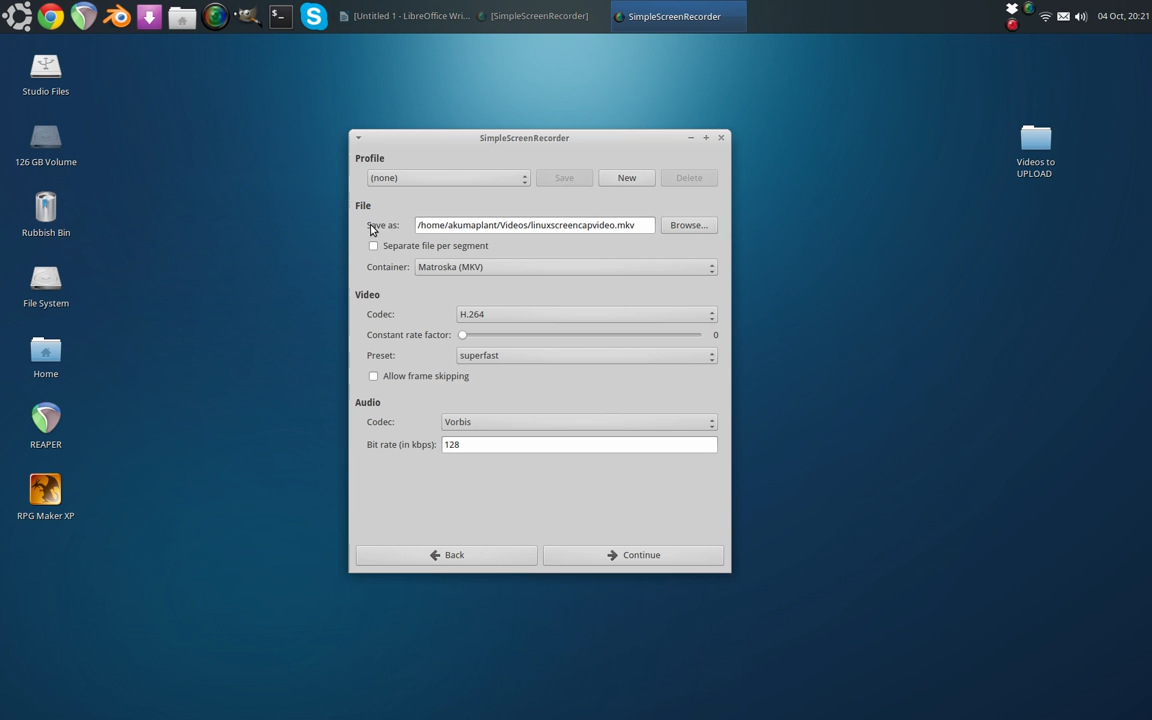 [Untitled 1 - LibreOffice Wri... [SimpleScreenRecorder] SimpleScreenRecorder 04 Oct, 20:21
Studio Files
126 GB Volume
Rubbish Bin
File System
Home
REAPER
RPG Maker XP
SimpleScreenRecorder
Profile
(none) Save New Delete
File
Save as: /home/akumaplant/Videos/linuxscreencapvideo.mkv Browse...
Separate file per segment
Container: Matroska (MKV)
Video
Codec: H.264
Constant rate factor: 0
Preset: superfast
Allow frame skipping
Audio
Codec: Vorbis
Bit rate (in kbps): 128
Back Continue
Videos to
UPLOAD